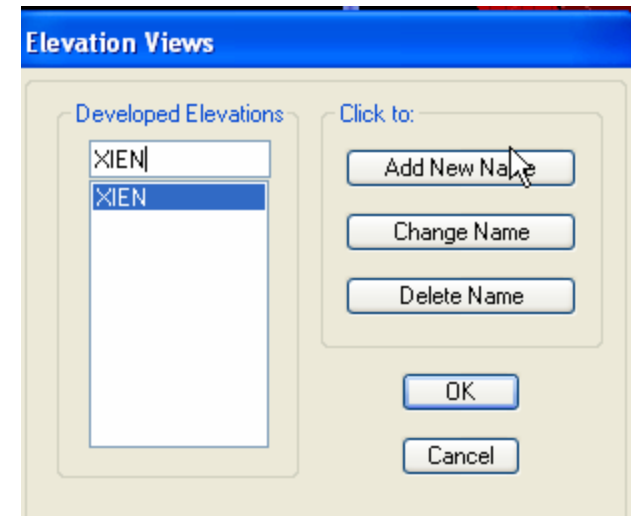 Elevation Views
Developed Elevations
XIEN
XIEN
Click to:
Add New Name
Change Name
Delete Name
OK
Cancel